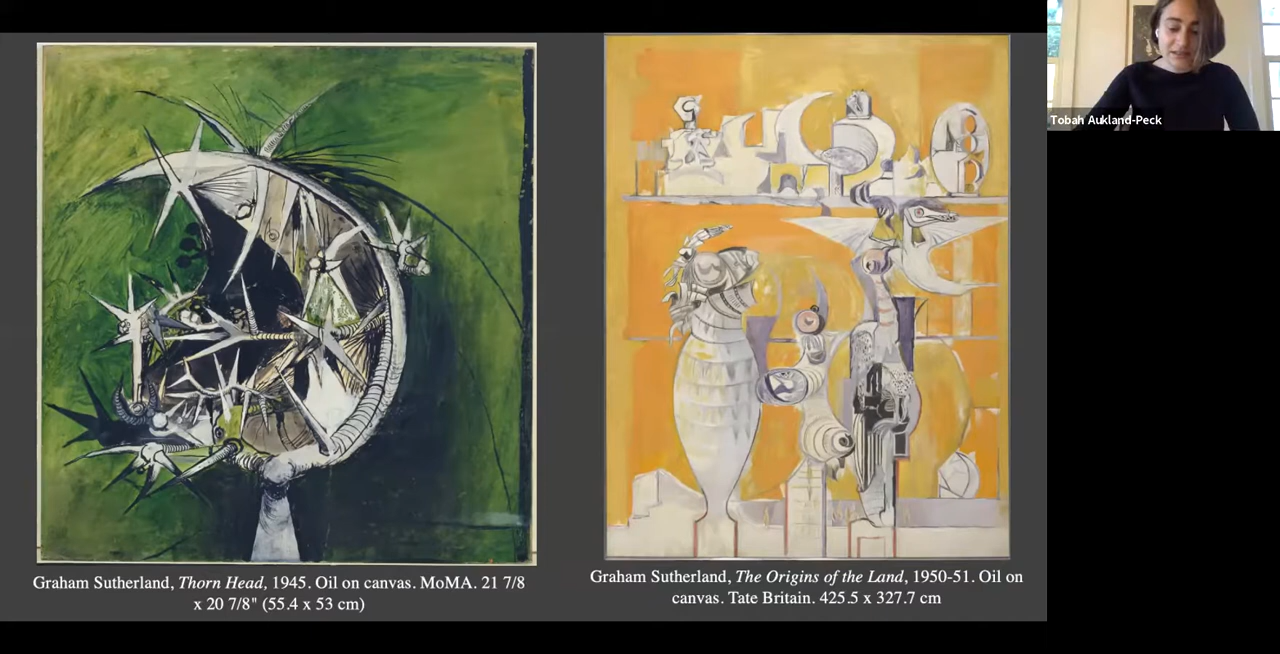 Tobah Aukland-Peck
Graham Sutherland, Thorn Head, 1945. Oil on canvas. MoMA. 21 7/8
x 20 7/8" (55.4 x 53 cm)
Graham Sutherland, The Origins of the Land, 1950-51. Oil on
canvas. Tate Britain. 425.5 x 327.7 cm